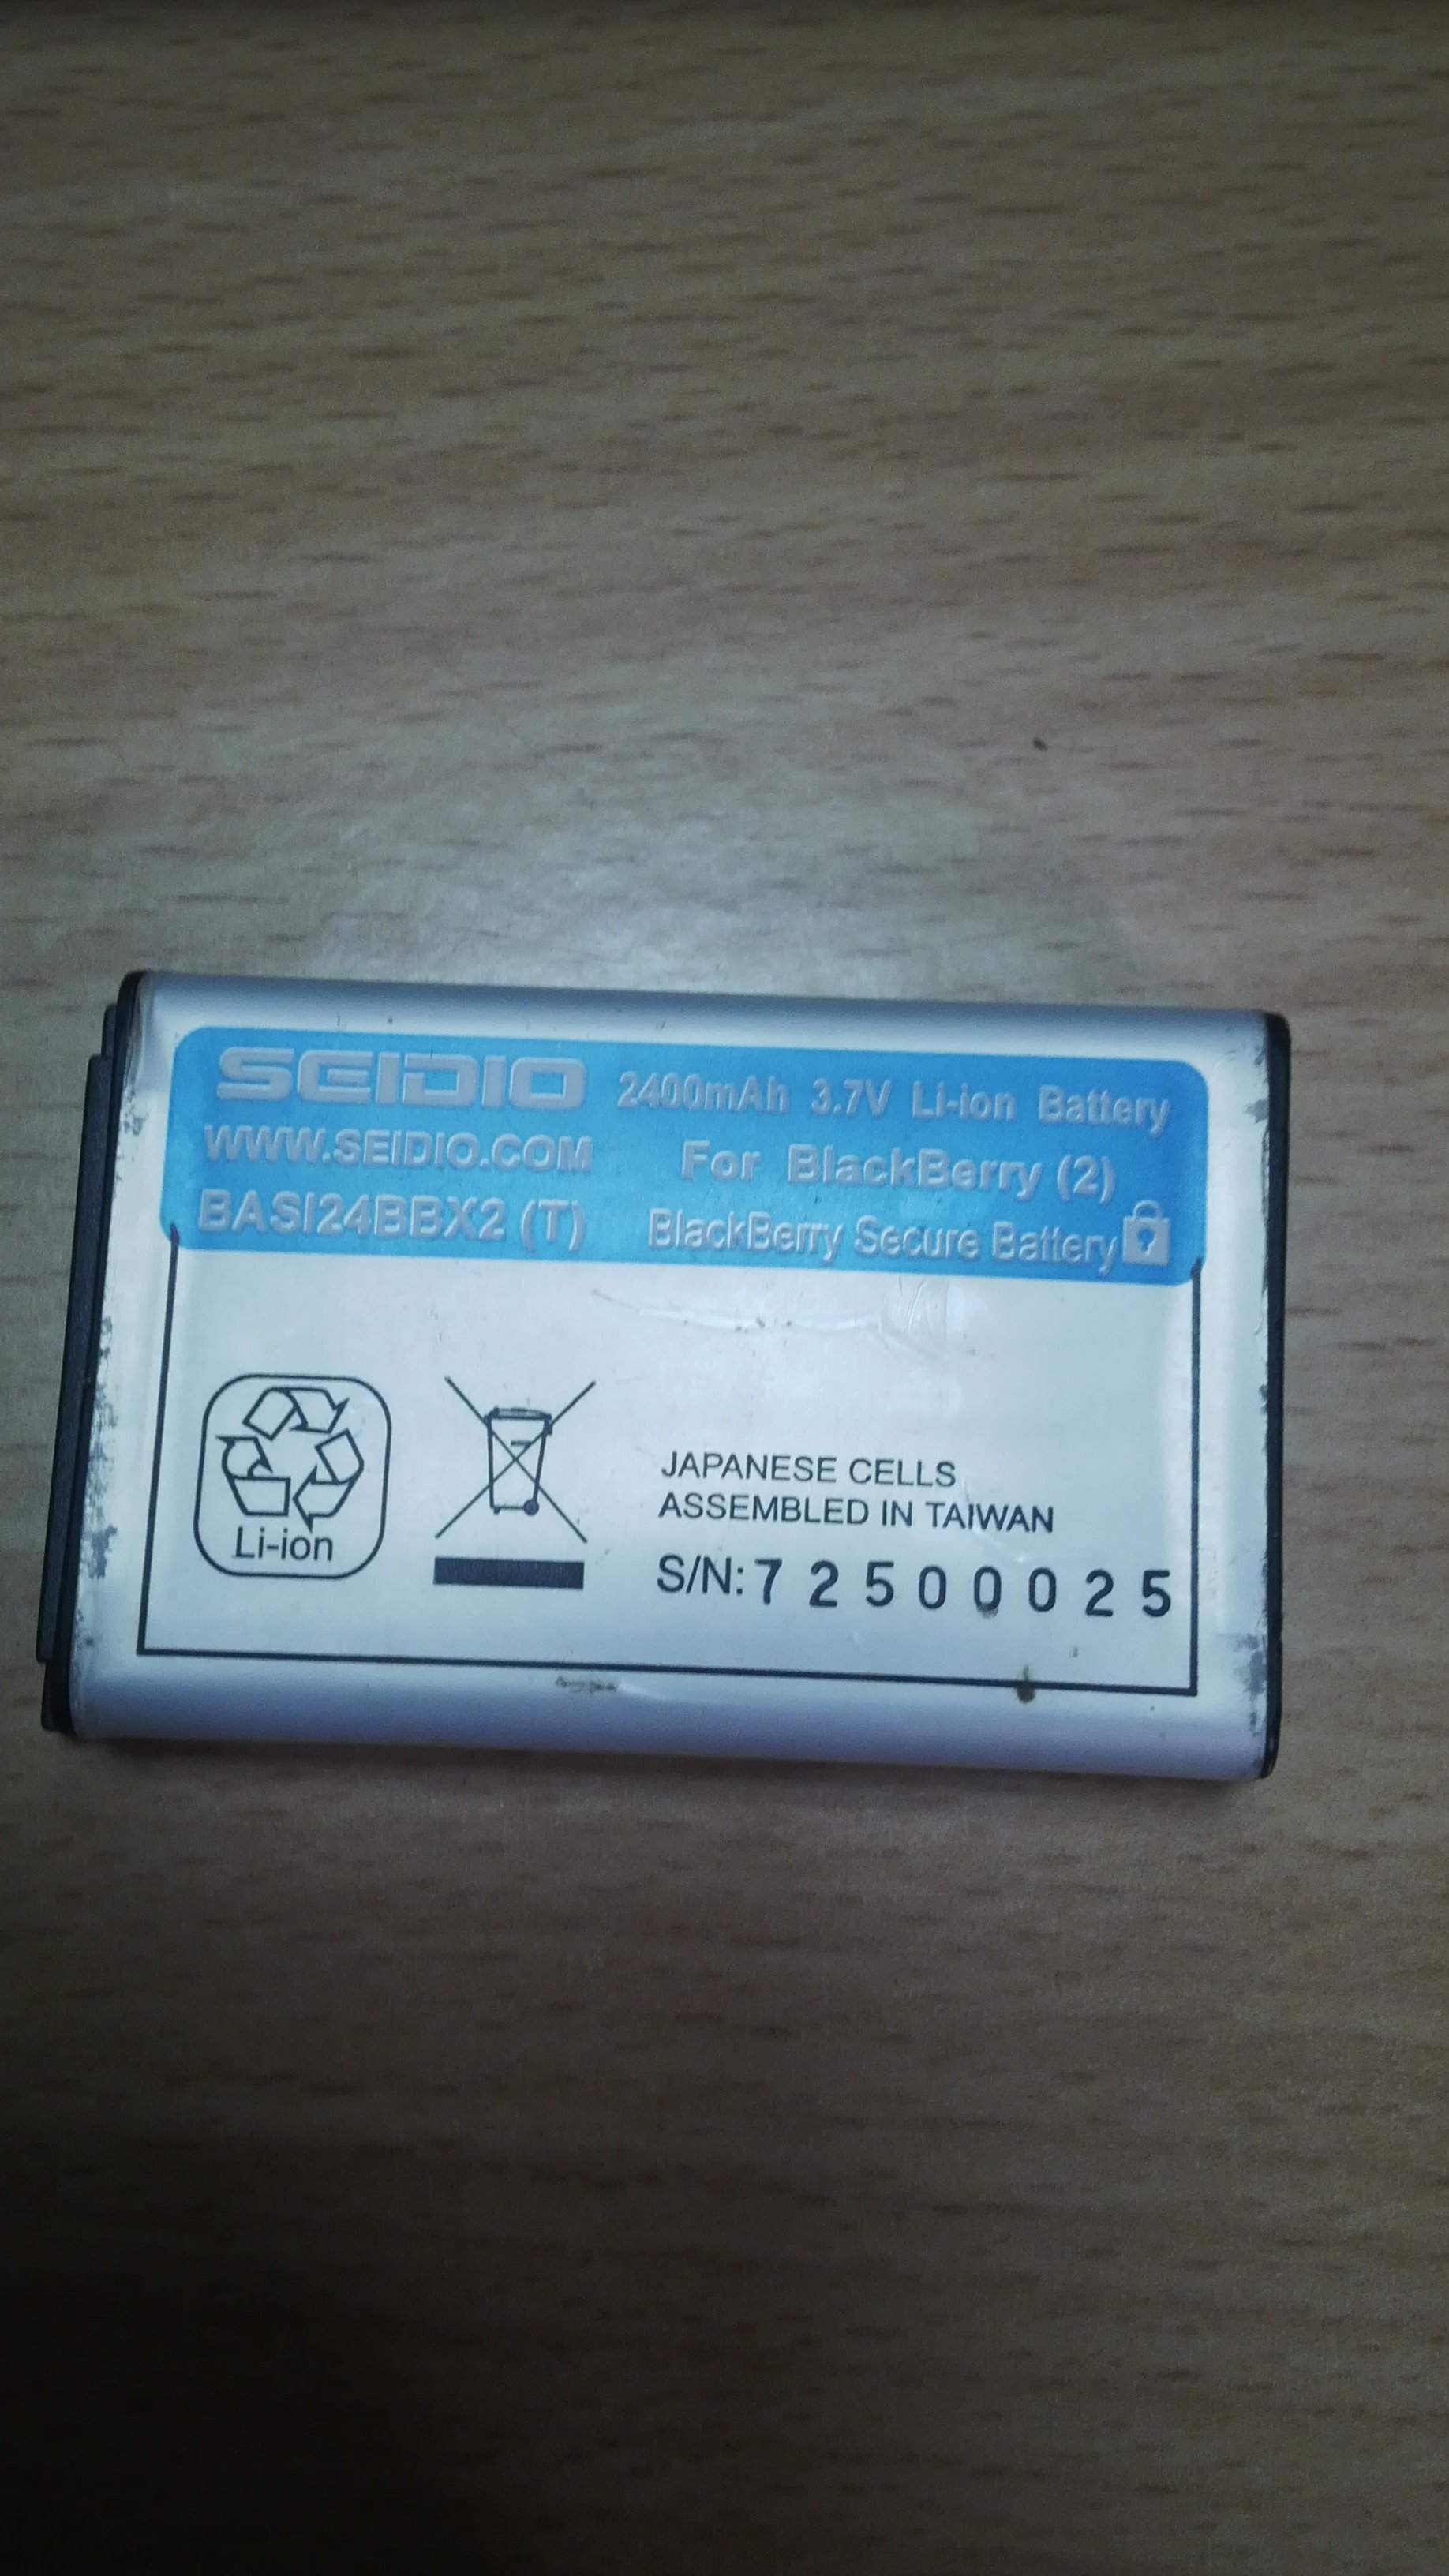 SEIDIO 2400mAh 3.7V Li-ion Battery
WWW.SEIDIO.COM For BlackBerry (2)
BASI24BBX2 (T) BlackBerry Secure Battery
Li-ion
JAPANESE CELLS
ASSEMBLED IN TAIWAN
S/N: 72500025